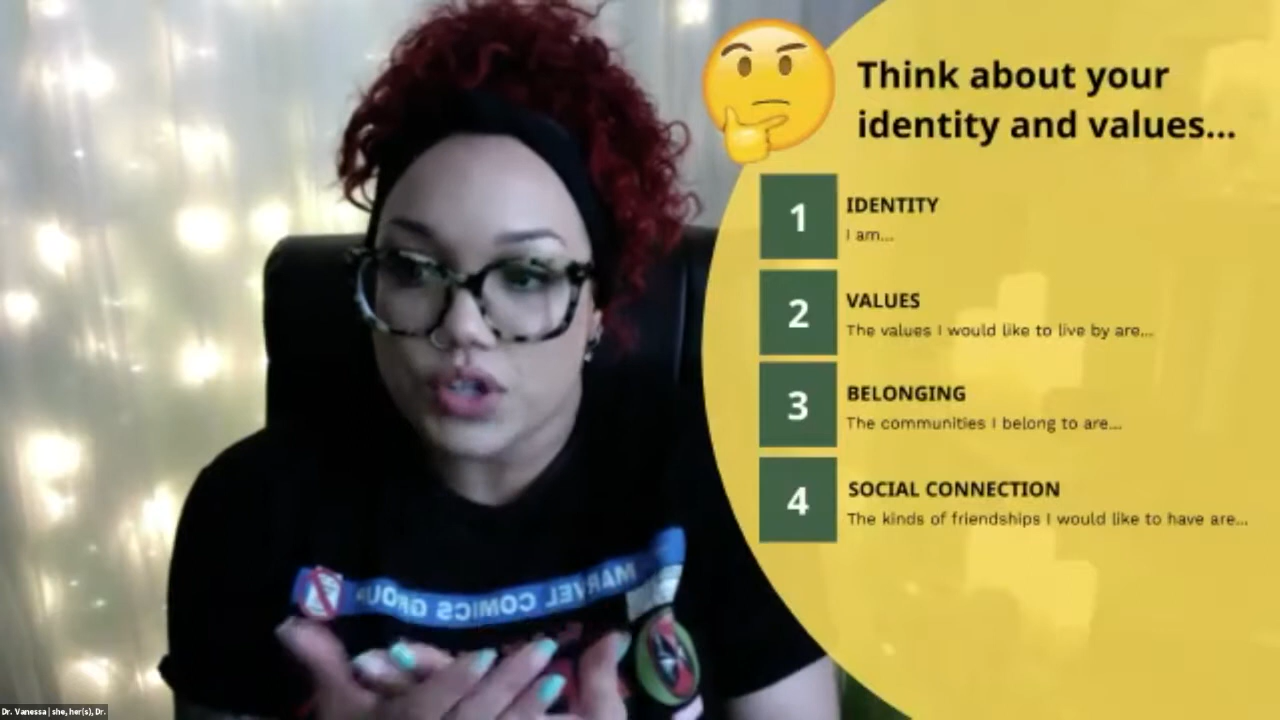 Think about your
identity and values...
1
IDENTITY
I am...
2
VALUES
The values I would like to live by are...
3
BELONGING
The communities I belong to are...
4
SOCIAL CONNECTION
The kinds of friendships I would like to have are...
MARVEL COMICS GROUP
Dr. Vanessa | she, her(s), Dr.